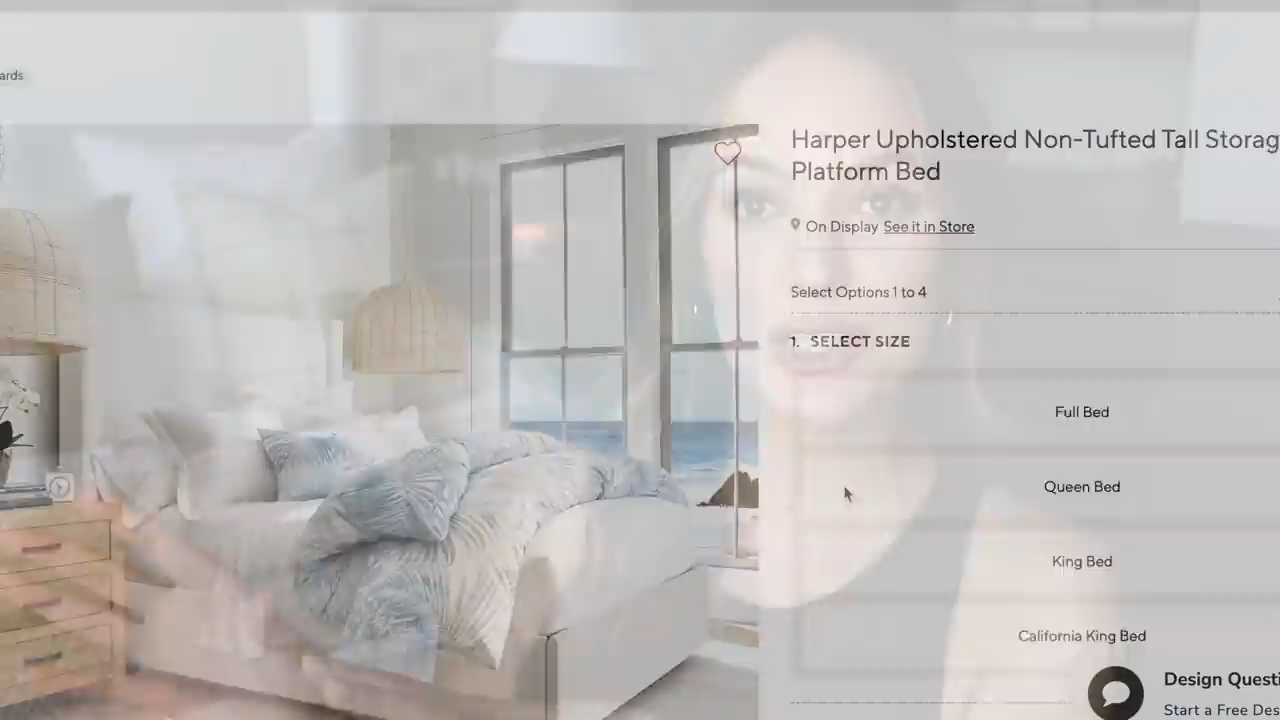 ards
Harper Upholstered Non-Tufted Tall Storag
Platform Bed
On Display See it in Store
Select Options 1 to 4
1. SELECT SIZE
Full Bed
Queen Bed
King Bed
California King Bed
Design Questi
Start a Free Des